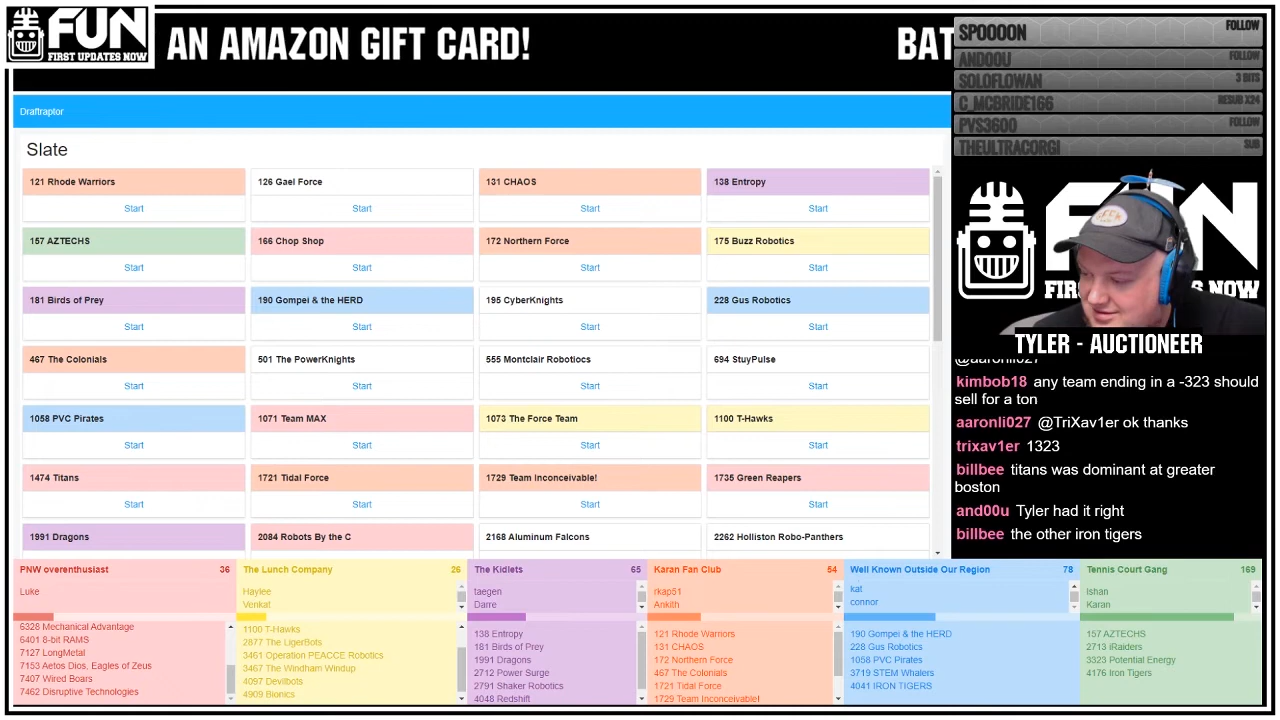 FUN
FIRST UPDATES NOW
AN AMAZON GIFT CARD!
BAT
SPOOOON FOLLOW
AND00U FOLLOW
SOLOFLOWAN 3 BITS
C_MCBRIDE166 RESUB X24
PVS3600 FOLLOW
THEULTRACORGI SUB
Draftraptor
Slate
121 Rhode Warriors
126 Gael Force
131 CHAOS
138 Entropy
Start
Start
Start
Start
157 AZTECHS
166 Chop Shop
172 Northern Force
175 Buzz Robotics
Start
Start
Start
Start
181 Birds of Prey
190 Gompei & the HERD
195 CyberKnights
228 Gus Robotics
Start
Start
Start
Start
467 The Colonials
501 The PowerKnights
555 Montclair Robotiocs
694 StuyPulse
Start
Start
Start
Start
1058 PVC Pirates
1071 Team MAX
1073 The Force Team
1100 T-Hawks
Start
Start
Start
Start
1474 Titans
1721 Tidal Force
1729 Team Inconceivable!
1735 Green Reapers
Start
Start
Start
Start
1991 Dragons
2084 Robots By the C
2168 Aluminum Falcons
2262 Holliston Robo-Panthers
FIR
S NOW
TYLER - AUCTIONEER
@aaronli027
kimbob18 any team ending in a -323 should
sell for a ton
aaronli027 @TriXav1er ok thanks
trixav1er 1323
billbee titans was dominant at greater
boston
and00u Tyler had it right
billbee the other iron tigers
PNW overenthusiast 36
Luke
6328 Mechanical Advantage
6401 8-bit RAMS
7127 LongMetal
7153 Aetos Dios, Eagles of Zeus
7407 Wired Boars
7462 Disruptive Technologies
The Lunch Company 26
Haylee
Venkat
1100 T-Hawks
2877 The LigerBots
3461 Operation PEACCE Robotics
3467 The Windham Windup
4097 Devilbots
4909 Bionics
The Kidlets 65
taegen
Darre
138 Entropy
181 Birds of Prey
1991 Dragons
2712 Power Surge
2791 Shaker Robotics
4048 Redshift
Karan Fan Club 54
rkap51
Ankith
121 Rhode Warriors
131 CHAOS
172 Northern Force
467 The Colonials
1721 Tidal Force
1729 Team Inconceivable!
Well Known Outside Our Region 78
kat
connor
190 Gompei & the HERD
228 Gus Robotics
1058 PVC Pirates
3719 STEM Whalers
4041 IRON TIGERS
Tennis Court Gang 169
Ishan
Karan
157 AZTECHS
2713 iRaiders
3323 Potential Energy
4176 Iron Tigers